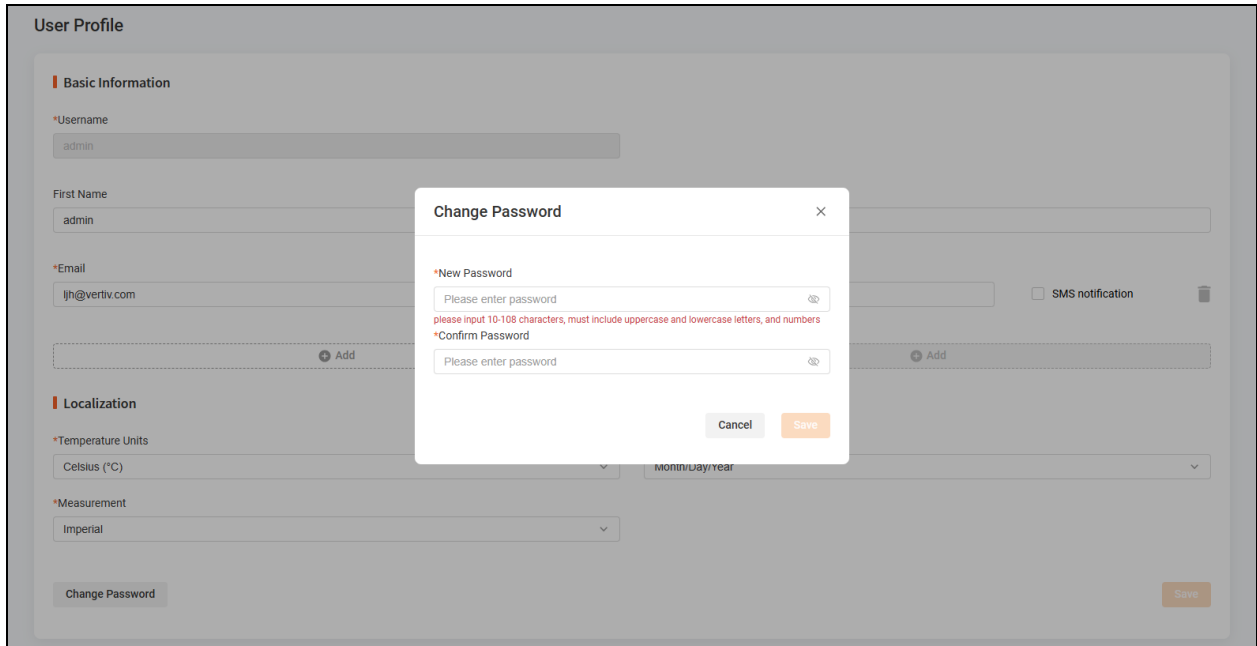 User Profile
Basic Information
*Username
admin
First Name
admin
*Email
ljh@vertiv.com
SMS notification
Add
Add
Localization
*Temperature Units
Celsius (°C)
Month/Day/Year
*Measurement
Imperial
Change Password
Save
Change Password
*New Password
Please enter password
please input 10-108 characters, must include uppercase and lowercase letters, and numbers
*Confirm Password
Please enter password
Cancel
Save